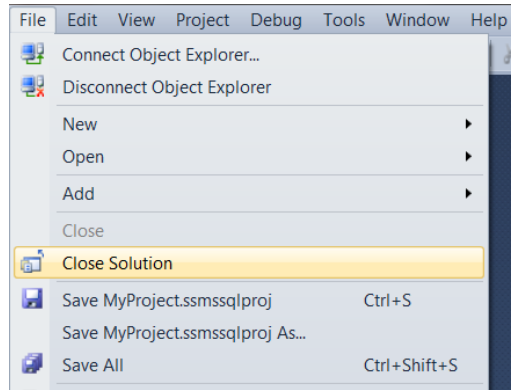 File Edit View Project Debug Tools Window Help
Connect Object Explorer...
Disconnect Object Explorer
New
Open
Add
Close
Close Solution
Save MyProject.ssmssqlproj Ctrl+S
Save MyProject.ssmssqlproj As...
Save All Ctrl+Shift+S